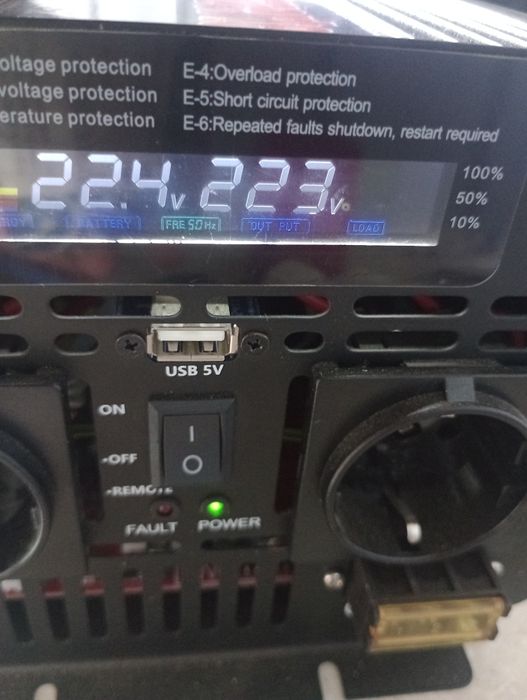 oltage protection E-4:Overload protection
voltage protection E-5:Short circuit protection
erature protection E-6:Repeated faults shutdown, restart required
22.4V 223V
100%
50%
10%
BATTERY FRE 50Hz OUT PUT LOAD
USB 5V
ON
I
-OFF
O
-REMOTE
FAULT POWER